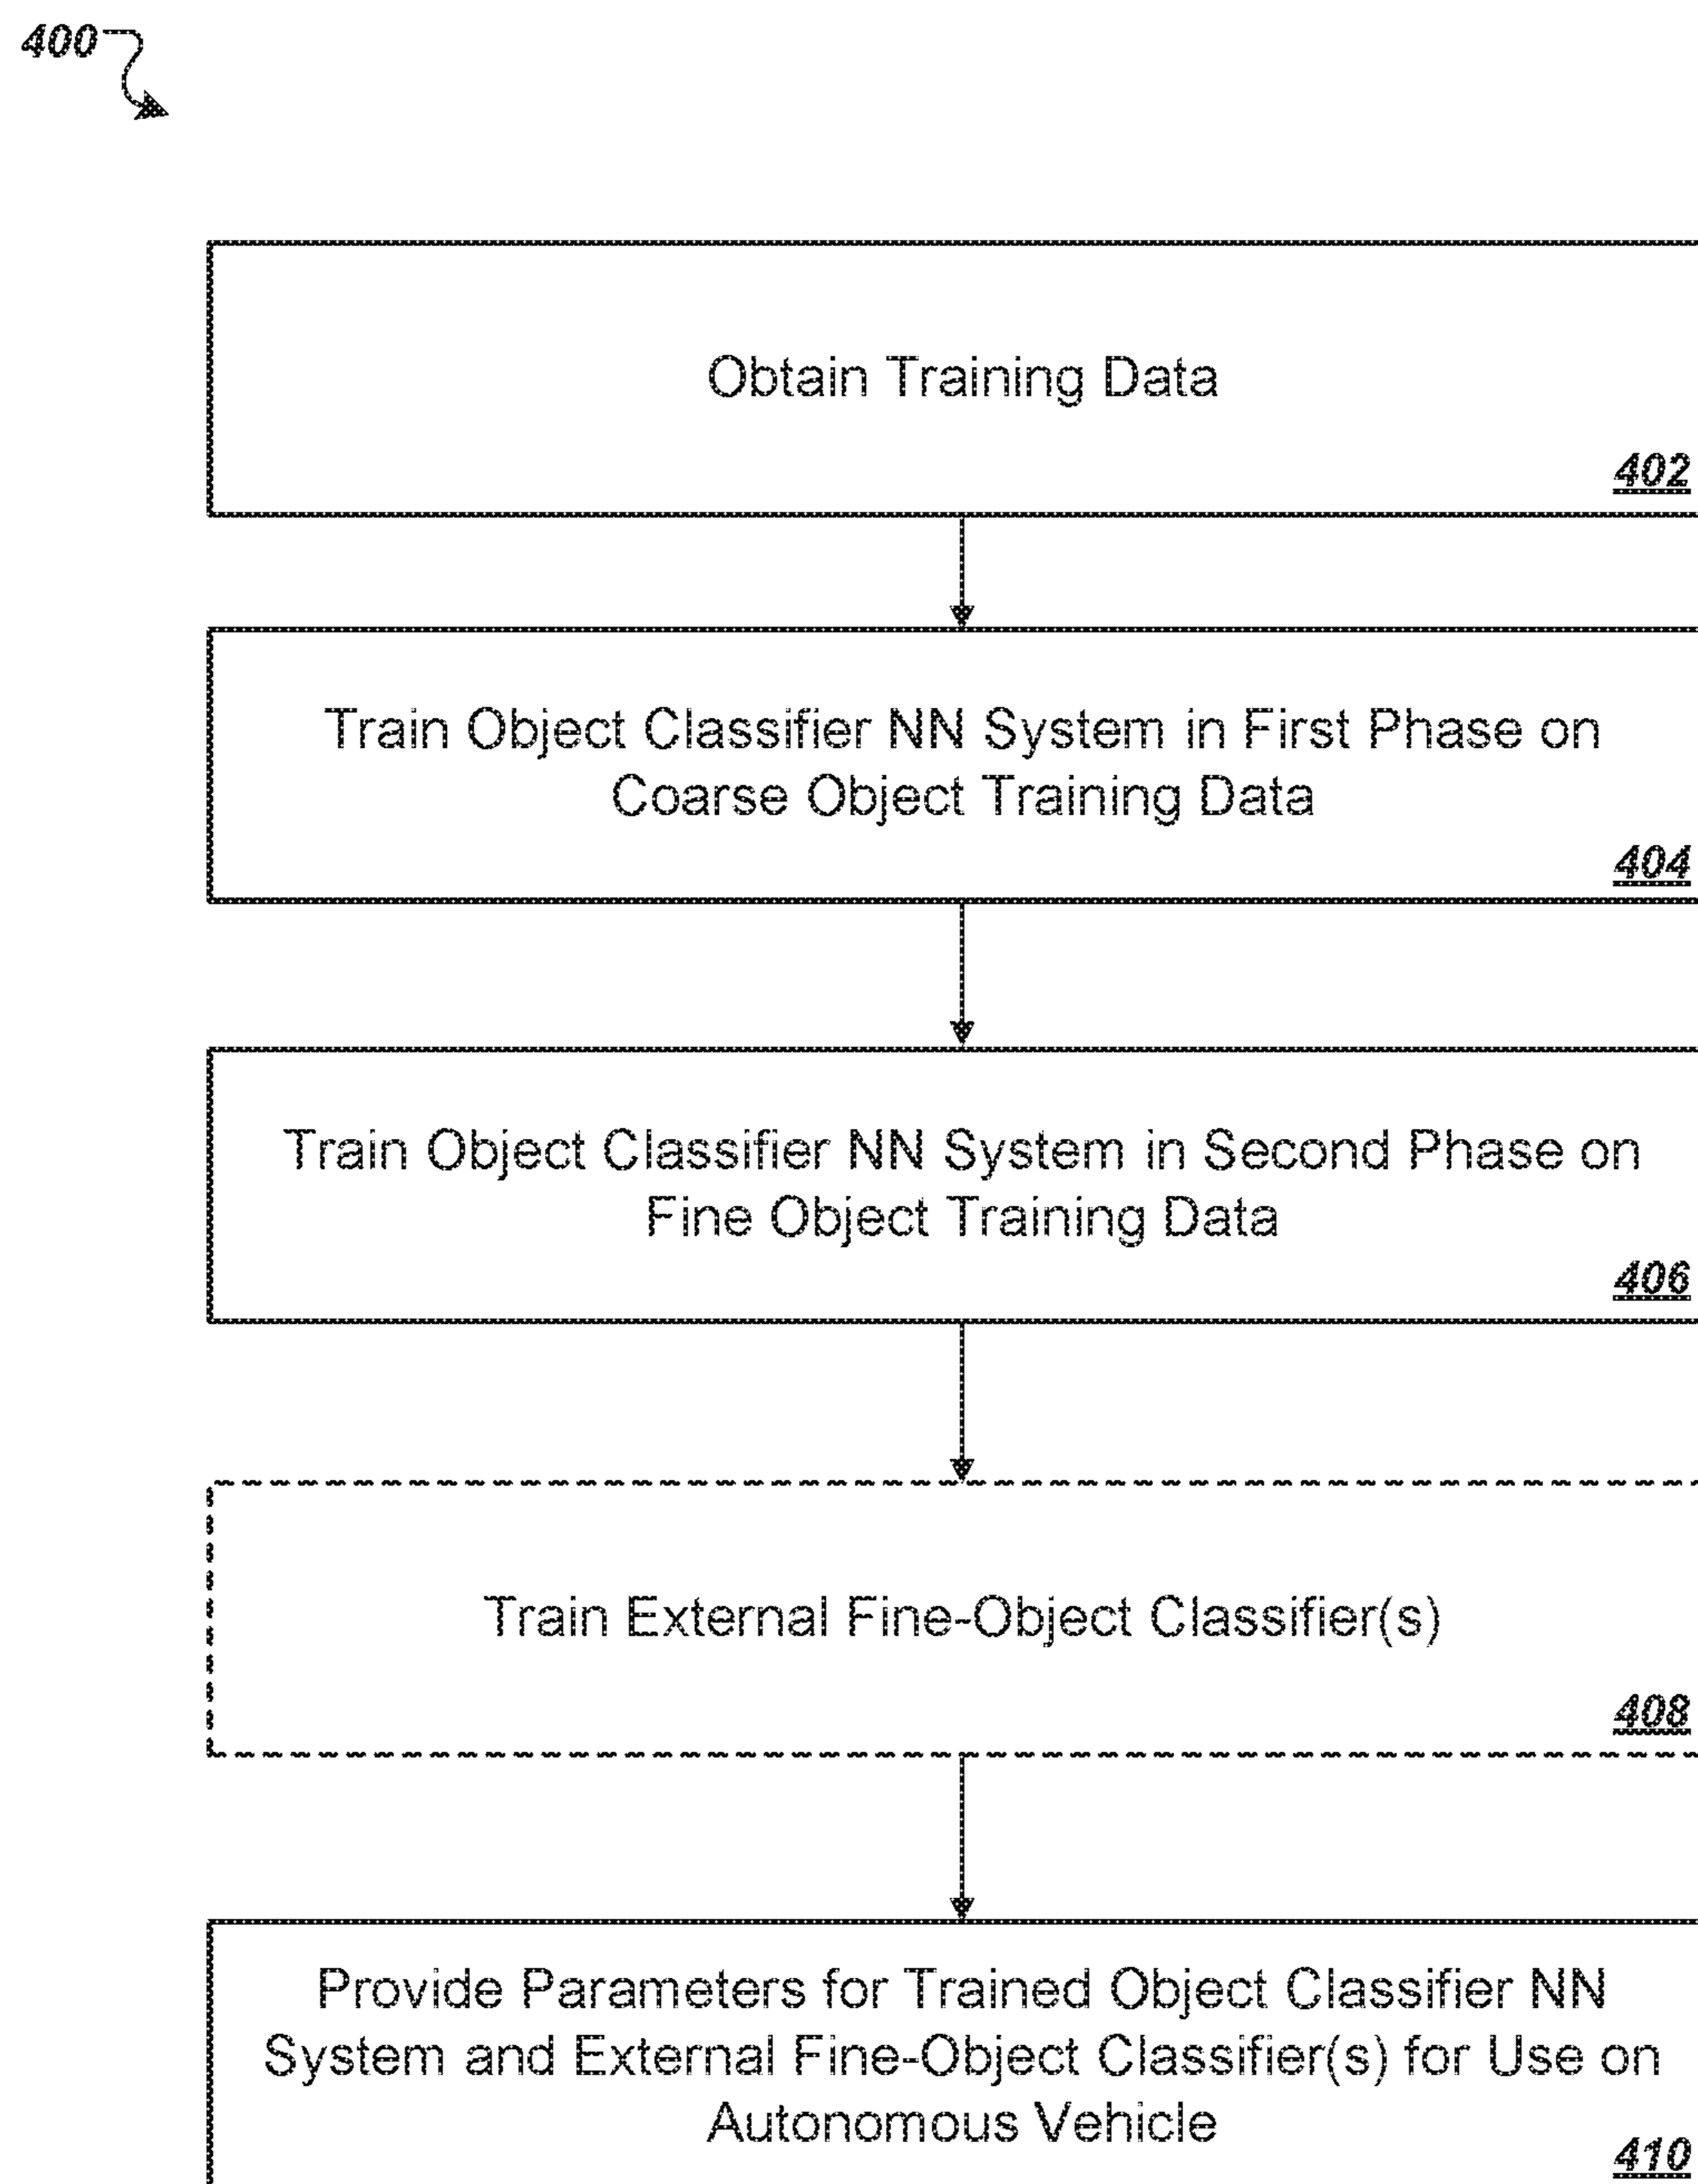 400
Obtain Training Data
402
Train Object Classifier NN System in First Phase on
Coarse Object Training Data
404
Train Object Classifier NN System in Second Phase on
Fine Object Training Data
406
Train External Fine-Object Classifier(s)
408
Provide Parameters for Trained Object Classifier NN
System and External Fine-Object Classifier(s) for Use on
Autonomous Vehicle
410